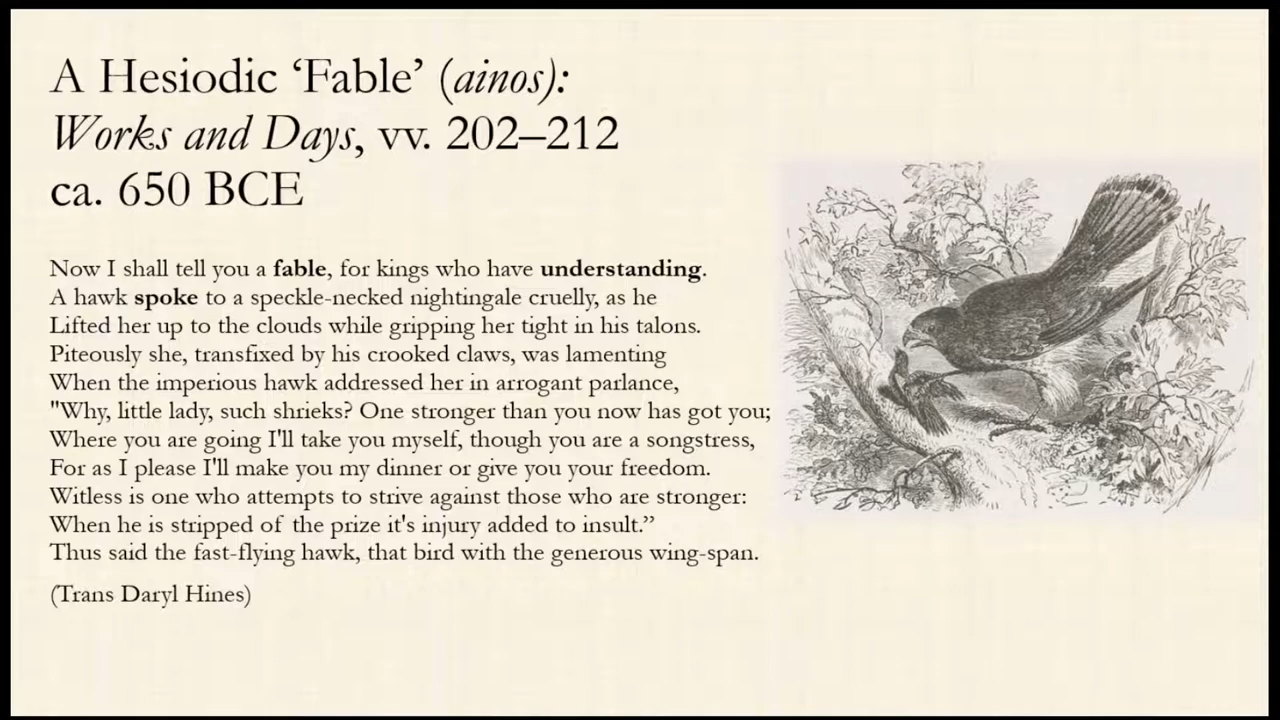 A Hesiodic ‘Fable’ (ainos):
Works and Days, vv. 202–212
ca. 650 BCE
Now I shall tell you a fable, for kings who have understanding.
A hawk spoke to a speckle-necked nightingale cruelly, as he
Lifted her up to the clouds while gripping her tight in his talons.
Piteously she, transfixed by his crooked claws, was lamenting
When the imperious hawk addressed her in arrogant parlance,
"Why, little lady, such shrieks? One stronger than you now has got you;
Where you are going I'll take you myself, though you are a songstress,
For as I please I'll make you my dinner or give you your freedom.
Witless is one who attempts to strive against those who are stronger:
When he is stripped of the prize it's injury added to insult.”
Thus said the fast-flying hawk, that bird with the generous wing-span.
(Trans Daryl Hines)